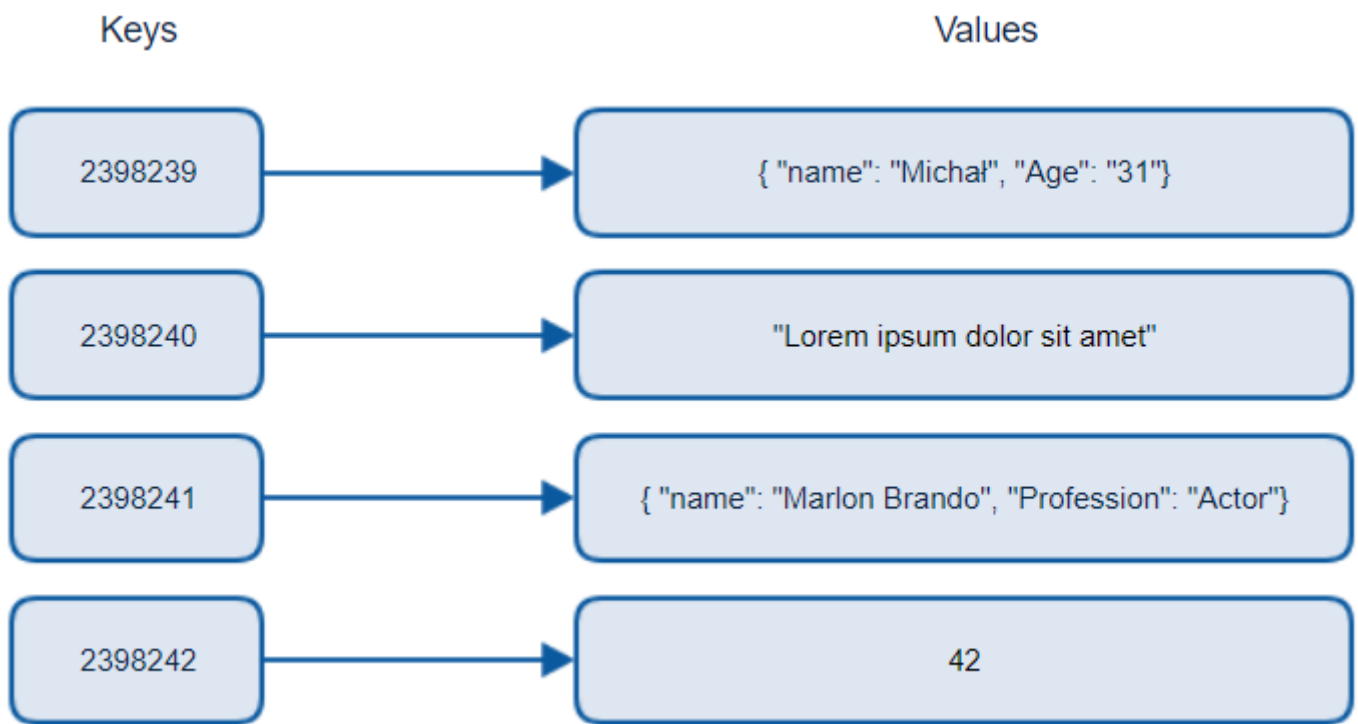 Keys Values
2398239 { "name": "Michał", "Age": "31"}
2398240 "Lorem ipsum dolor sit amet"
2398241 { "name": "Marlon Brando", "Profession": "Actor"}
2398242 42